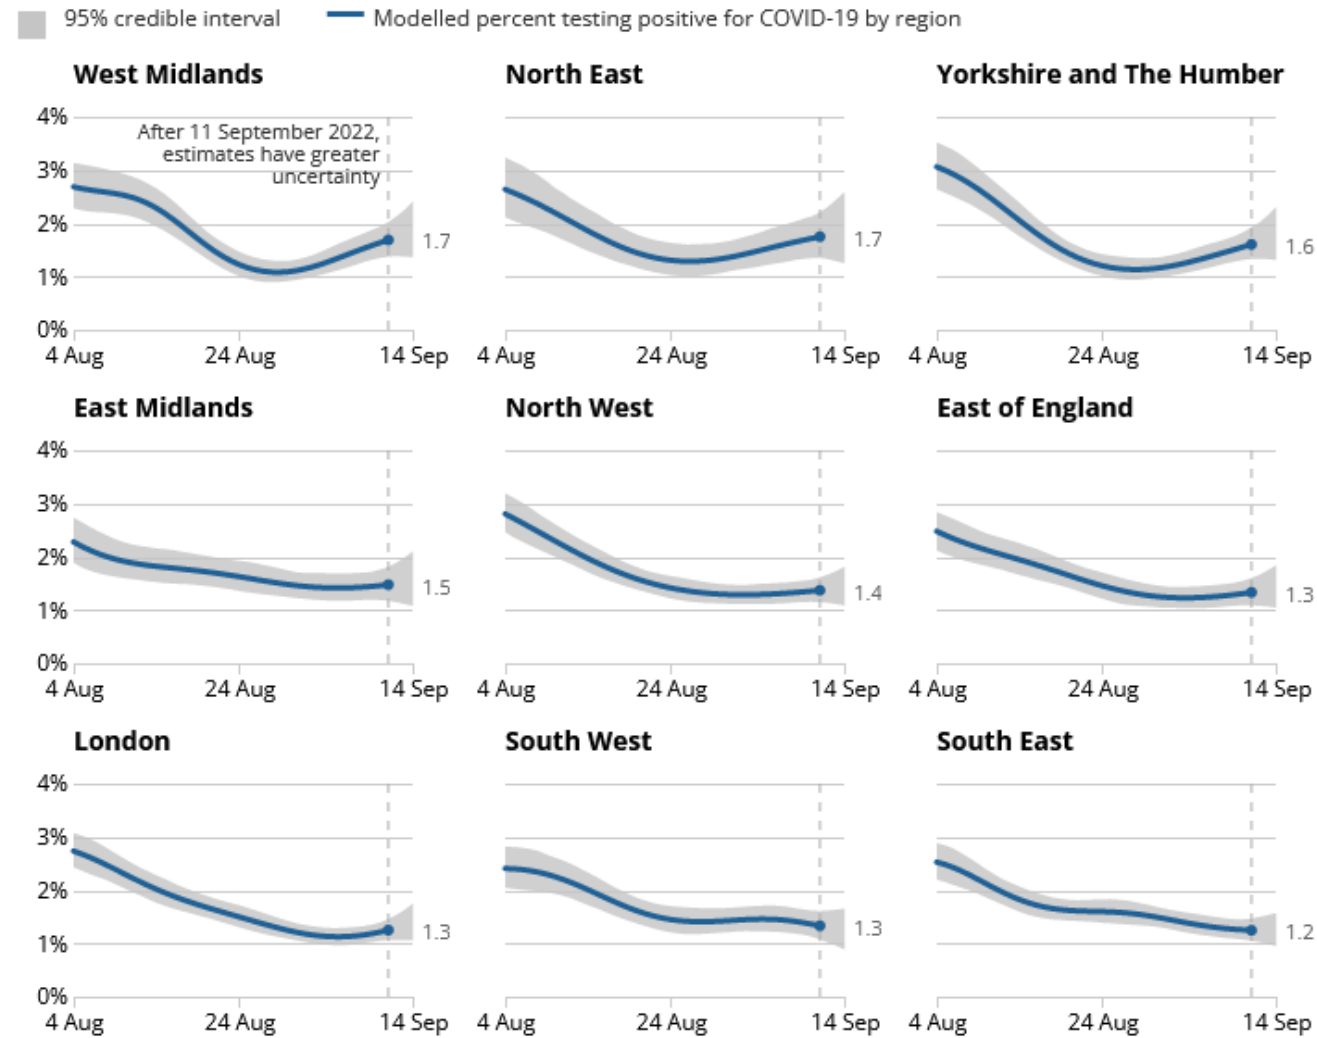 95% credible interval
Modelled percent testing positive for COVID-19 by region
West Midlands
North East
Yorkshire and The Humber
4%
3%
2%
1%
0%
After 11 September 2022,
estimates have greater
uncertainty
1.7
1.7
1.6
4 Aug
24 Aug
14 Sep
4 Aug
24 Aug
14 Sep
4 Aug
24 Aug
14 Sep
East Midlands
North West
East of England
4%
3%
2%
1%
0%
1.5
1.4
1.3
4 Aug
24 Aug
14 Sep
4 Aug
24 Aug
14 Sep
4 Aug
24 Aug
14 Sep
London
South West
South East
4%
3%
2%
1%
0%
1.3
1.3
1.2
4 Aug
24 Aug
14 Sep
4 Aug
24 Aug
14 Sep
4 Aug
24 Aug
14 Sep